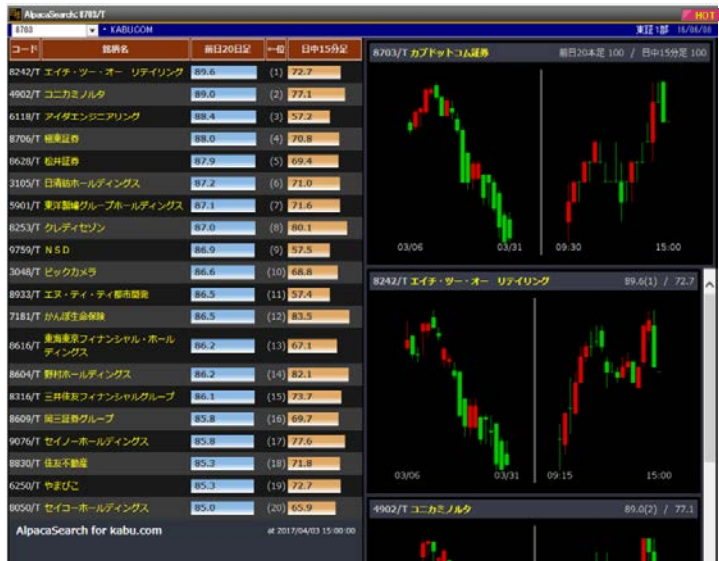 AlpacaSearch: 8703/T
HOT
8703 ・ KABU.COM 東証1部
コード 銘柄名 前日20日足 ←位 日中15分足
8242/T エイチ・ツー・オー リテイリング 89.6 (1) 72.7
4902/T コニカミノルタ 89.0 (2) 77.1
6118/T アイダエンジニアリング 88.4 (3) 57.2
8706/T 極東証券 88.0 (4) 70.8
8628/T 松井証券 87.9 (5) 69.4
3105/T 日清紡ホールディングス 87.2 (6) 71.0
5901/T 東洋製罐グループホールディングス 87.1 (7) 71.6
8253/T クレディセゾン 87.0 (8) 80.1
9759/T NSD 86.9 (9) 57.5
3048/T ビックカメラ 86.6 (10) 68.8
8933/T エヌ・ティ・ティ都市開発 86.5 (11) 57.4
7181/T かんぽ生命保険 86.5 (12) 83.5
8616/T 東海東京フィナンシャル・ホール
ディングス 86.2 (13) 67.1
8604/T 野村ホールディングス 86.2 (14) 82.1
8316/T 三井住友フィナンシャルグループ 86.1 (15) 73.7
8609/T 岡三証券グループ 85.8 (16) 69.7
9076/T セイノーホールディングス 85.8 (17) 77.6
8830/T 住友不動産 85.3 (18) 71.8
6250/T やまびこ 85.3 (19) 72.7
8050/T セイコーホールディングス 85.0 (20) 65.9
AlpacaSearch for kabu.com at 2017/04/03 15:00:00
8703/T カブドットコム証券 前日20本足 100 / 日中15分足 100
03/06 03/31 09:30 15:00
8242/T エイチ・ツー・オー リテイリング 89.6(1) / 72.7
03/06 03/31 09:15 15:00
4902/T コニカミノルタ 89.0(2) / 77.1